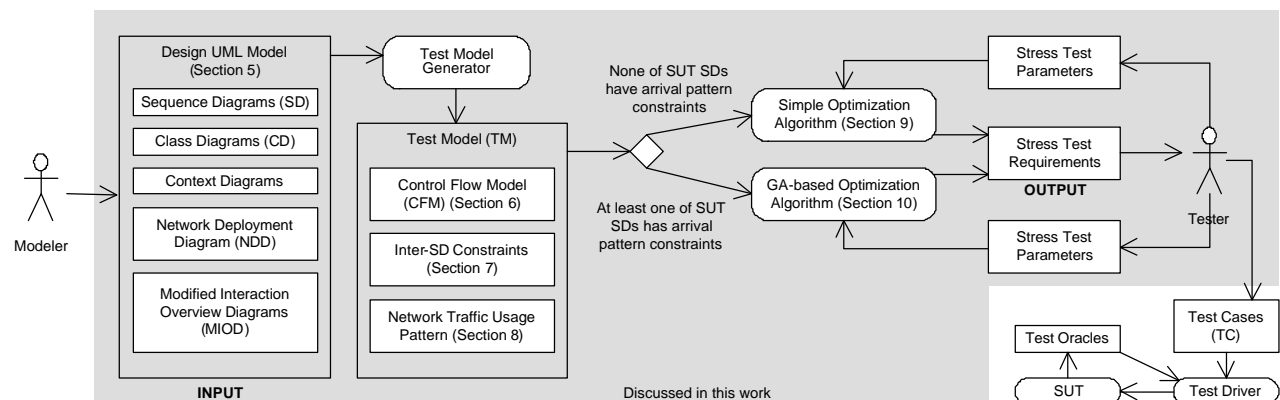 Modeler
Design UML Model
(Section 5)
Sequence Diagrams (SD)
Class Diagrams (CD)
Context Diagrams
Network Deployment
Diagram (NDD)
Modified Interaction
Overview Diagrams
(MIOD)
INPUT
Test Model
Generator
Test Model (TM)
Control Flow Model
(CFM) (Section 6)
Inter-SD Constraints
(Section 7)
Network Traffic Usage
Pattern (Section 8)
None of SUT SDs
have arrival pattern
constraints
At least one of SUT
SDs has arrival
pattern constraints
Simple Optimization
Algorithm (Section 9)
GA-based Optimization
Algorithm (Section 10)
Stress Test
Parameters
Stress Test
Requirements
OUTPUT
Stress Test
Parameters
Tester
Test Cases
(TC)
Test Oracles
SUT
Test Driver
Discussed in this work